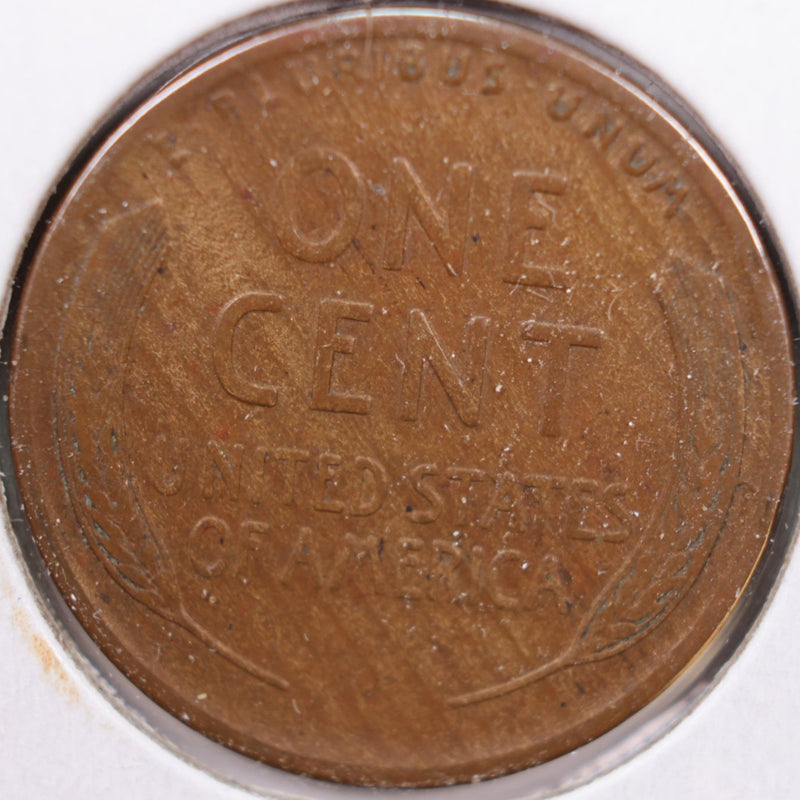 E PLURIBUS UNUM
ONE
CENT
UNITED STATES
OF AMERICA